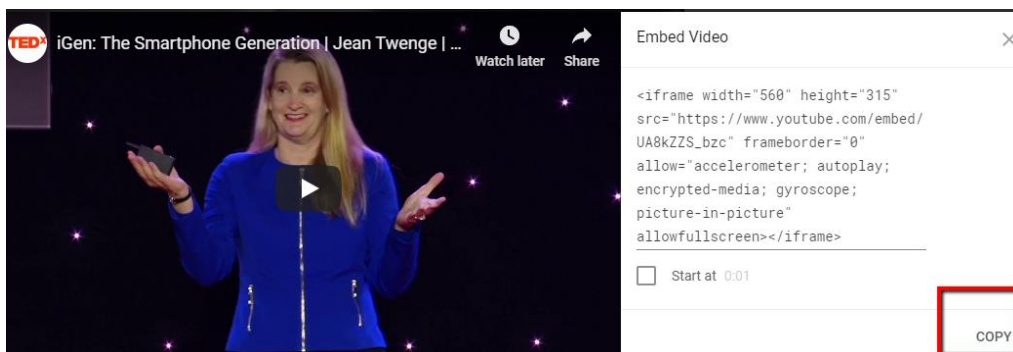 TEDx
iGen: The Smartphone Generation | Jean Twenge | ...
Watch later
Share
Embed Video
<iframe width="560" height="315"
src="https://www.youtube.com/embed/
UA8kZZS_bzc" frameborder="0"
allow="accelerometer; autoplay;
encrypted-media; gyroscope;
picture-in-picture"
allowfullscreen></iframe>
Start at 0:01
COPY